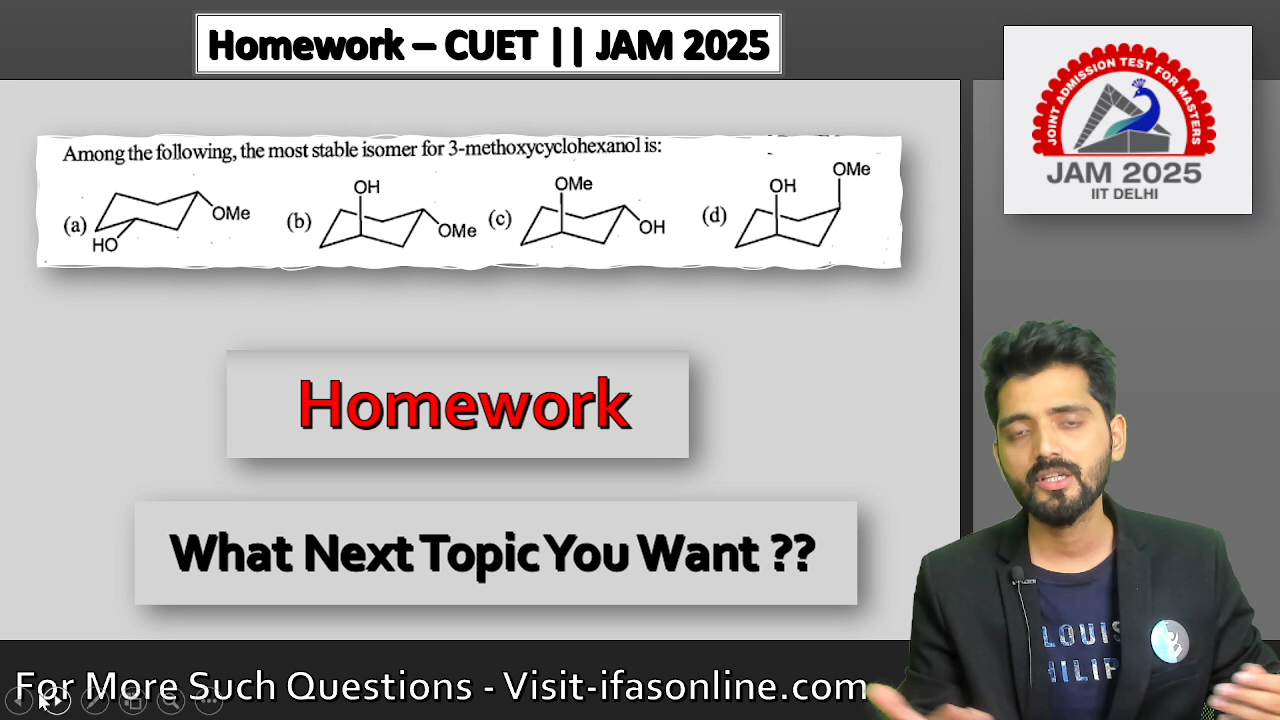 Homework – CUET || JAM 2025
JOINT ADMISSION TEST FOR MASTERS
JAM 2025
IIT DELHI
Among the following, the most stable isomer for 3-methoxycyclohexanol is:
(a) HO OMe (b) OH OMe (c) OMe OH (d) OH OMe
Homework
What Next Topic You Want ??
LOUIS
HILIP
For More Such Questions - Visit-ifasonline.com